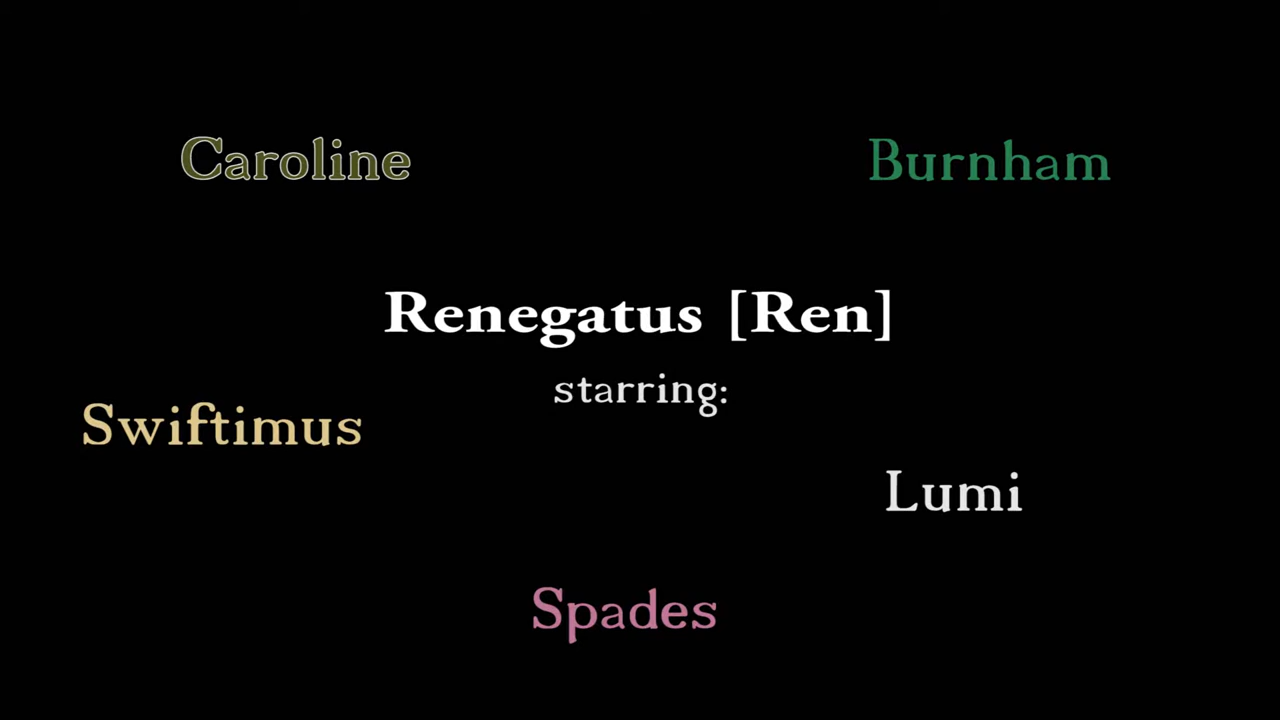 Caroline
Burnham
Renegatus [Ren]
starring:
Swiftimus
Lumi
Spades